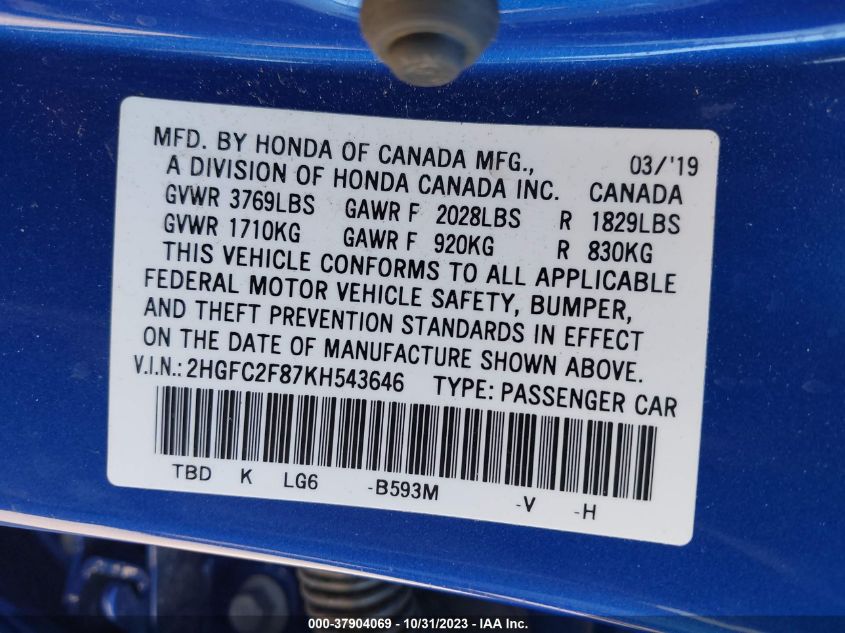 MFD. BY HONDA OF CANADA MFG., 03/'19
A DIVISION OF HONDA CANADA INC. CANADA
GVWR 3769LBS GAWR F 2028LBS R 1829LBS
GVWR 1710KG GAWR F 920KG R 830KG
THIS VEHICLE CONFORMS TO ALL APPLICABLE
FEDERAL MOTOR VEHICLE SAFETY, BUMPER,
AND THEFT PREVENTION STANDARDS IN EFFECT
ON THE DATE OF MANUFACTURE SHOWN ABOVE.
V.I.N.: 2HGFC2F87KH543646 TYPE: PASSENGER CAR
TBD K LG6 -B593M -V -H
000-37904069 - 10/31/2023 - IAA Inc.